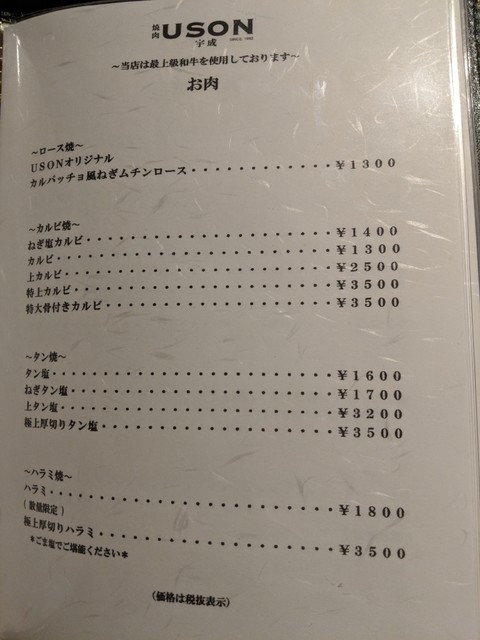 焼肉 USON
宇成 SINCE 1992
～当店は最上級和牛を使用しております～
お肉
～ロース焼～
USONオリジナル
カルパッチョ風ねぎムチンロース・・・・・・・・・・・・¥1300
～カルビ焼～
ねぎ塩カルビ・・・・・・・・・・・・・・・・・・・¥1400
カルビ・・・・・・・・・・・・・・・・・・・・・・¥1300
上カルビ・・・・・・・・・・・・・・・・・・・・・¥2500
特上カルビ・・・・・・・・・・・・・・・・・・・・¥3500
特大骨付きカルビ・・・・・・・・・・・・・・・・・¥3500
～タン焼～
タン塩・・・・・・・・・・・・・・・・・・・・・・¥1600
ねぎタン塩・・・・・・・・・・・・・・・・・・・・¥1700
上タン塩・・・・・・・・・・・・・・・・・・・・・¥3200
極上厚切りタン塩・・・・・・・・・・・・・・・・・¥3500
～ハラミ焼～
ハラミ・・・・・・・・・・・・・・・・・・・・・・¥1800
(数量限定)
極上厚切りハラミ・・・・・・・・・・・・・・・・・¥3500
*ごま塩でご堪能ください*
(価格は税抜表示)